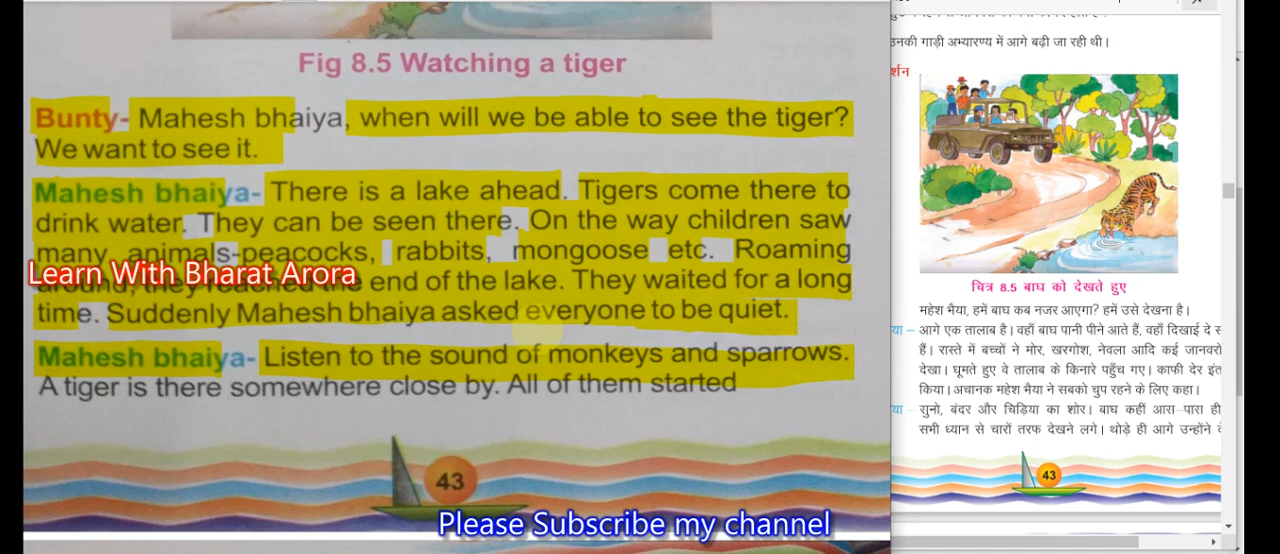 Fig 8.5 Watching a tiger
Bunty- Mahesh bhaiya, when will we be able to see the tiger?
We want to see it.
Mahesh bhaiya- There is a lake ahead. Tigers come there to
drink water. They can be seen there. On the way children saw
many animals-peacocks, rabbits, mongoose etc. Roaming
Learn With Bharat Arora
end of the lake. They waited for a long
time. Suddenly Mahesh bhaiya asked everyone to be quiet.
Mahesh bhaiya- Listen to the sound of monkeys and sparrows.
A tiger is there somewhere close by. All of them started
43
Please Subscribe my channel
उनकी गाड़ी अभ्यारण्य में आगे बढ़ी जा रही थी।
र्शन
चित्र 8.5 बाघ को देखते हुए
महेश भैया, हमें बाघ कब नजर आएगा? हमें उसे देखना है।
या – आगे एक तालाब है। वहाँ बाघ पानी पीने आते हैं, वहाँ दिखाई दे
हैं। रास्ते में बच्चों ने मोर, खरगोश, नेवला आदि कई जानवरों
देखा। घूमते हुए वे तालाब के किनारे पहुँच गए। काफी देर
किया। अचानक महेश भैया ने सबको चुप रहने के लिए कहा।
या – सुनो, बंदर और चिड़िया का शोर। बाघ कहीं आस-पास ही
सभी ध्यान से चारों तरफ देखने लगे। थोड़े ही आगे उन्होंने
43